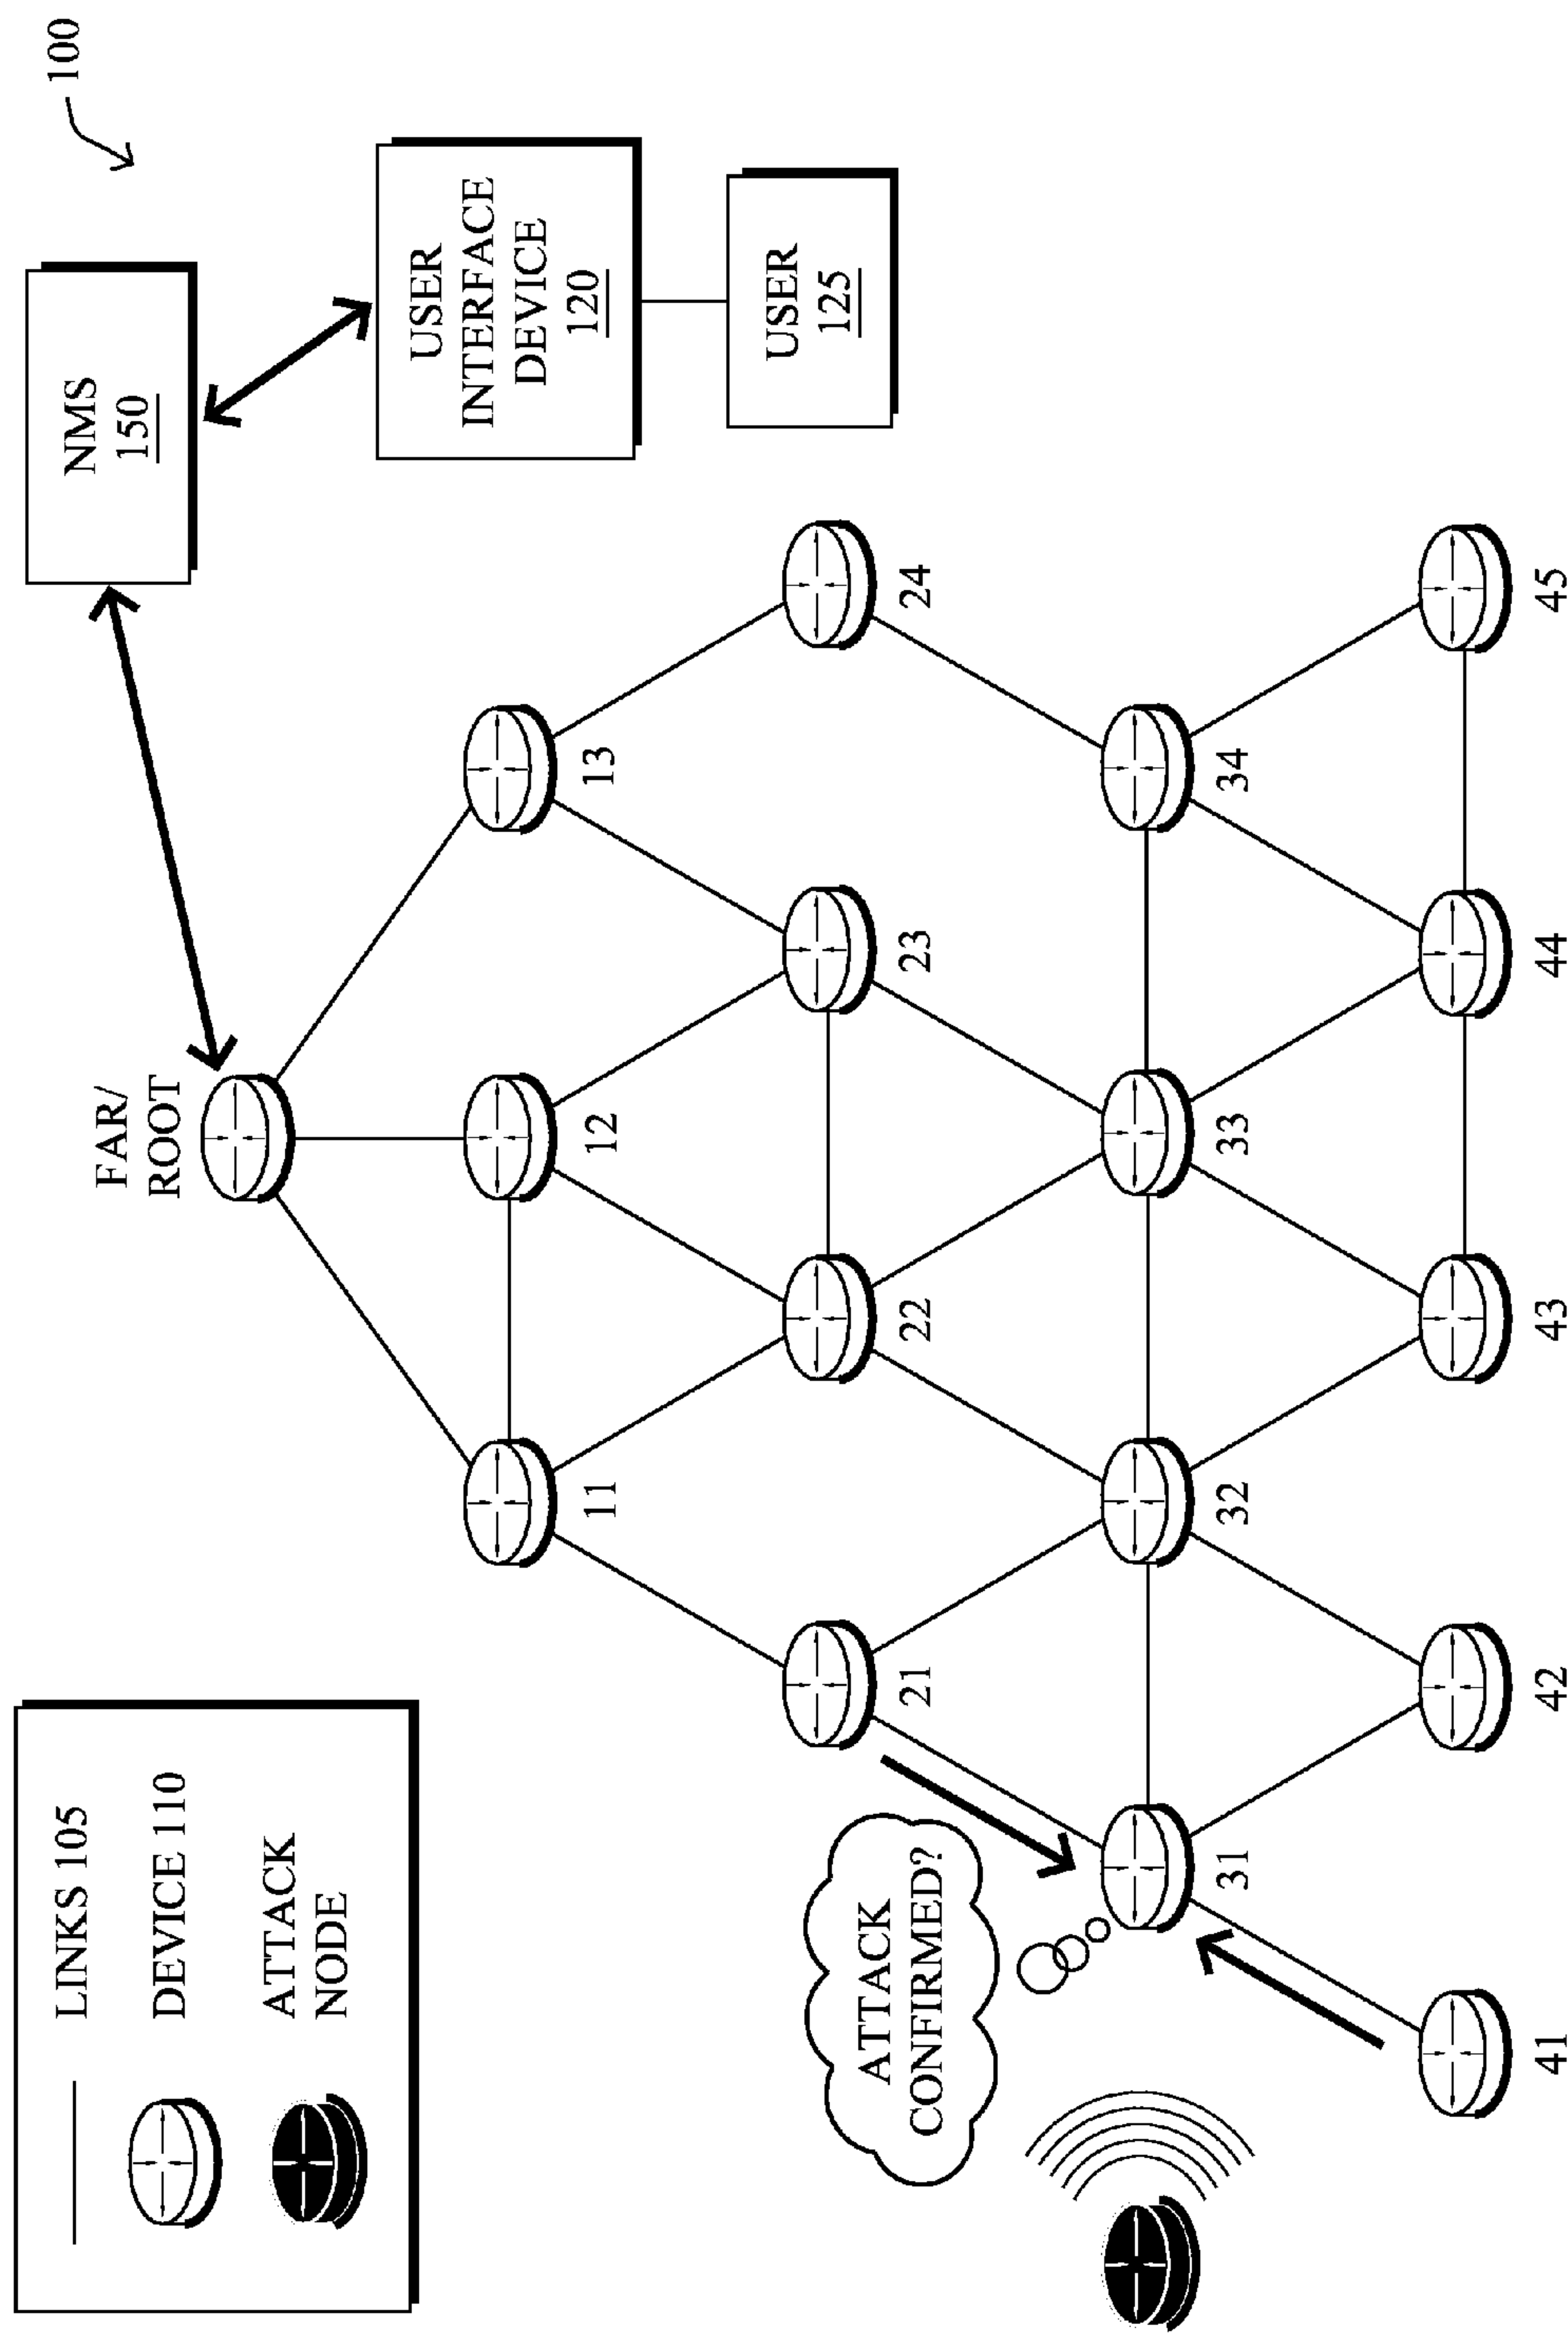 100
NMS
150
USER
INTERFACE
DEVICE
120
USER
125
FAR/
ROOT
LINKS 105
DEVICE 110
ATTACK
NODE
11
12
13
21
22
23
24
ATTACK
CONFIRMED?
31
32
33
34
41
42
43
44
45